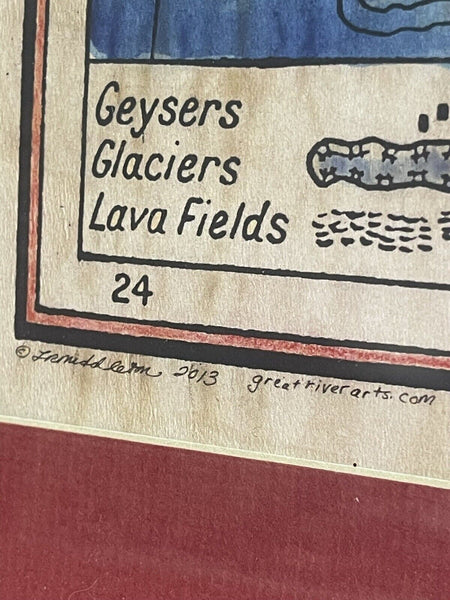 Geysers
Glaciers
Lava Fields
24
© 2013 greatriverarts.com